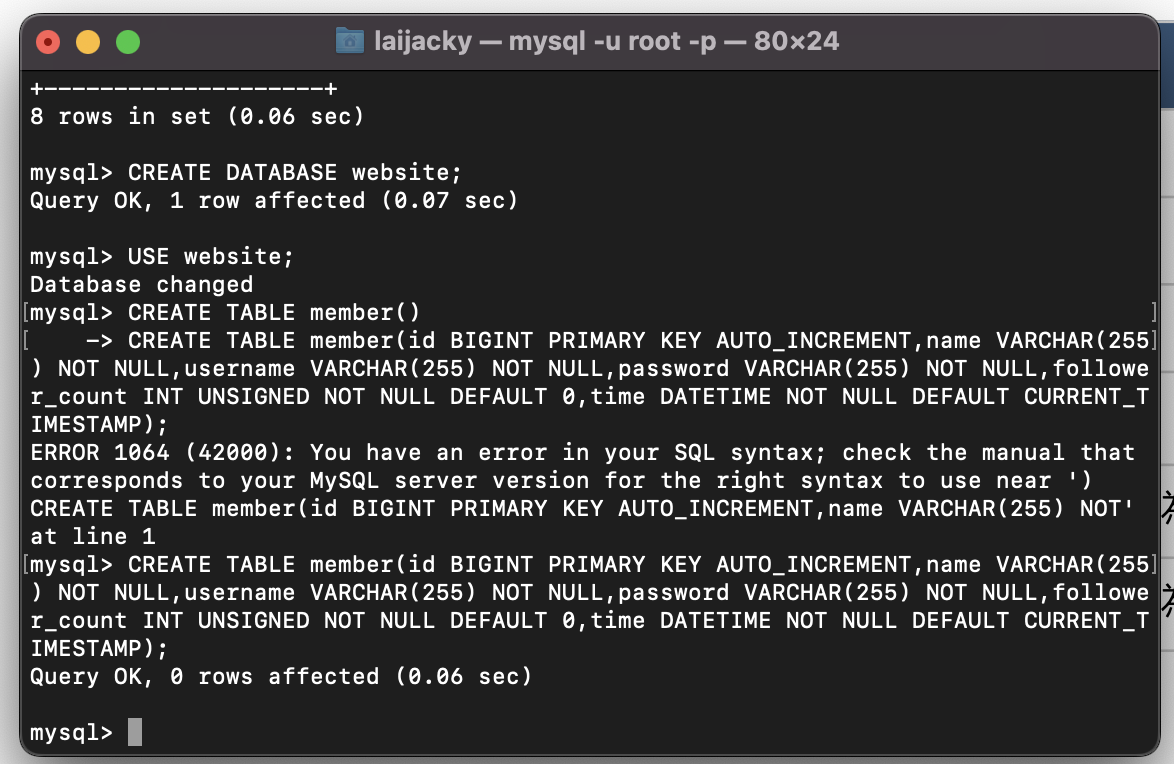 laijacky — mysql -u root -p — 80×24
+--------------------+
8 rows in set (0.06 sec)
mysql> CREATE DATABASE website;
Query OK, 1 row affected (0.07 sec)
mysql> USE website;
Database changed
[mysql> CREATE TABLE member()]
[    -> CREATE TABLE member(id BIGINT PRIMARY KEY AUTO_INCREMENT,name VARCHAR(255]
) NOT NULL,username VARCHAR(255) NOT NULL,password VARCHAR(255) NOT NULL,followe
r_count INT UNSIGNED NOT NULL DEFAULT 0,time DATETIME NOT NULL DEFAULT CURRENT_T
IMESTAMP);
ERROR 1064 (42000): You have an error in your SQL syntax; check the manual that
corresponds to your MySQL server version for the right syntax to use near ')
CREATE TABLE member(id BIGINT PRIMARY KEY AUTO_INCREMENT,name VARCHAR(255) NOT'
at line 1
[mysql> CREATE TABLE member(id BIGINT PRIMARY KEY AUTO_INCREMENT,name VARCHAR(255]
) NOT NULL,username VARCHAR(255) NOT NULL,password VARCHAR(255) NOT NULL,followe
r_count INT UNSIGNED NOT NULL DEFAULT 0,time DATETIME NOT NULL DEFAULT CURRENT_T
IMESTAMP);
Query OK, 0 rows affected (0.06 sec)
mysql>